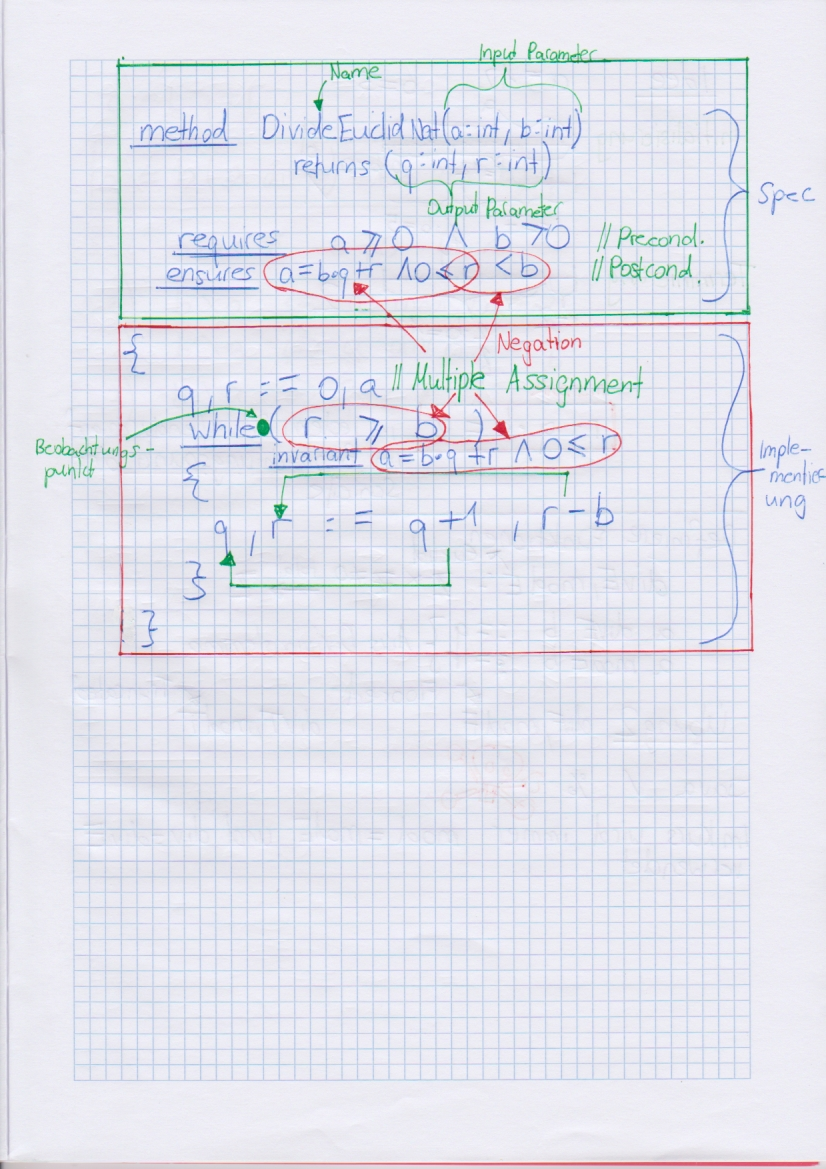 Input Parameter
Name
method DivideEuclidNat(a:int, b:int)
returns (q:int, r:int)
Output Parameter
Spec
requires a ⩾ 0 ∧ b > 0 // Precond.
ensures a=b·q+r ∧ 0 ≤ r < b // Postcond.
Negation
{
q, r := 0, a // Multiple Assignment
while ( r ⩾ b )
Beobachtungs-
punkt
invariant a=b·q+r ∧ 0 ≤ r
Imple-
mentier-
ung
{
q, r := q+1, r-b
}
}